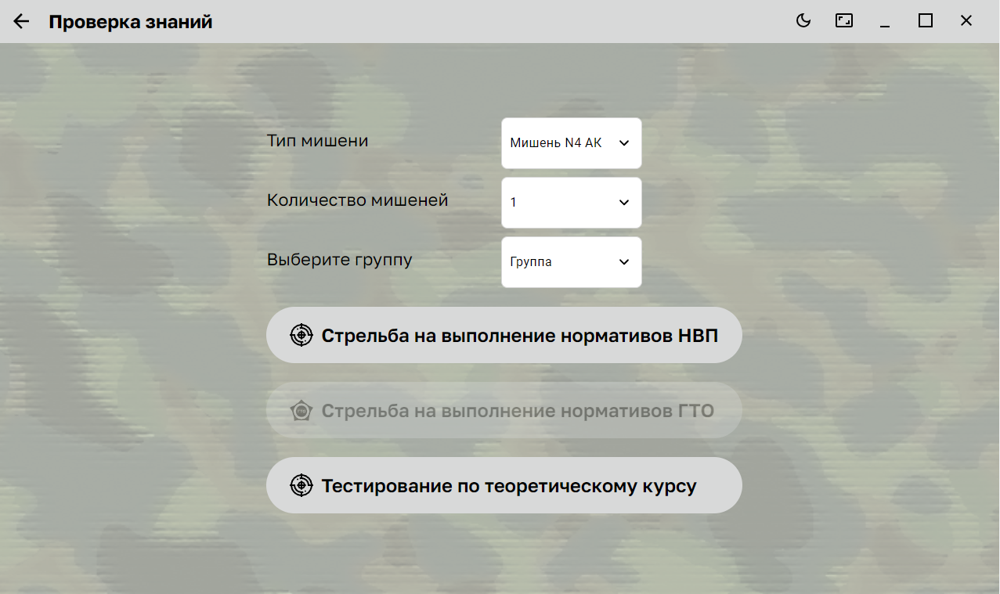 Проверка знаний
Тип мишени
Мишень N4 АК
Количество мишеней
1
Выберите группу
Группа
Стрельба на выполнение нормативов НВП
ГТО
Стрельба на выполнение нормативов ГТО
Тестирование по теоретическому курсу